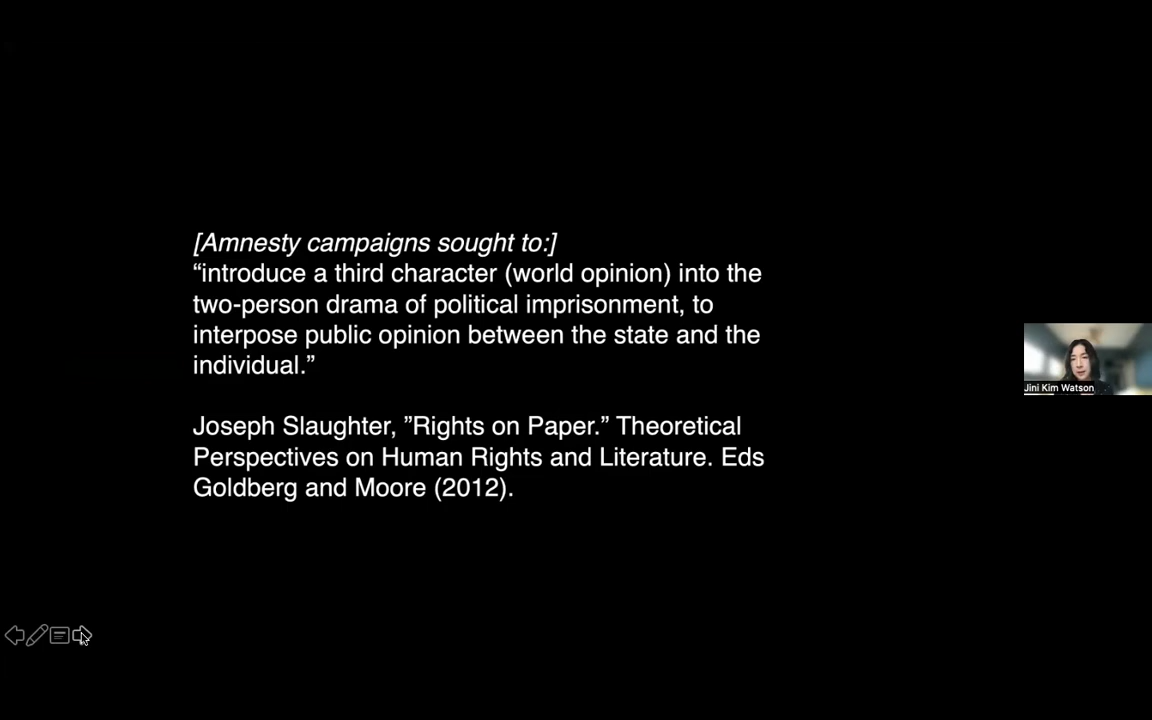 [Amnesty campaigns sought to:]
“introduce a third character (world opinion) into the
two-person drama of political imprisonment, to
interpose public opinion between the state and the
individual.”
Joseph Slaughter, ”Rights on Paper.” Theoretical
Perspectives on Human Rights and Literature. Eds
Goldberg and Moore (2012).
Jini Kim Watson